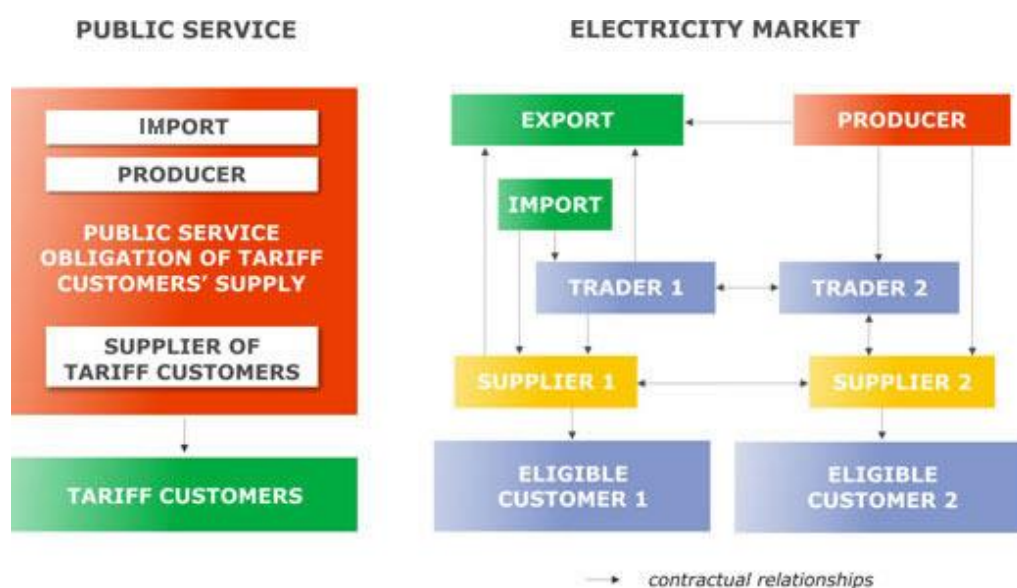 PUBLIC SERVICE
IMPORT
PRODUCER
PUBLIC SERVICE
OBLIGATION OF TARIFF
CUSTOMERS' SUPPLY
SUPPLIER OF
TARIFF CUSTOMERS
TARIFF CUSTOMERS
ELECTRICITY MARKET
EXPORT
PRODUCER
IMPORT
TRADER 1
TRADER 2
SUPPLIER 1
SUPPLIER 2
ELIGIBLE
CUSTOMER 1
ELIGIBLE
CUSTOMER 2
contractual relationships